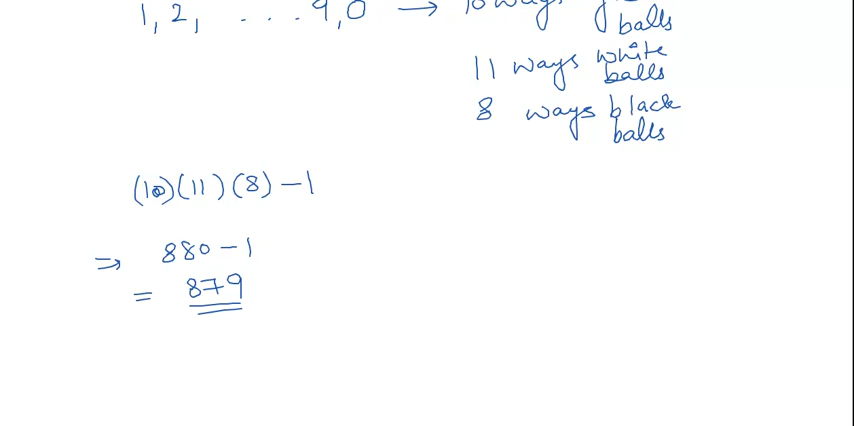 1, 2, . . . . 9, 0 → 10 ways
balls
11 ways white
balls
8 ways black
balls
(10)(11)(8) - 1
⇒ 880 - 1
= 879